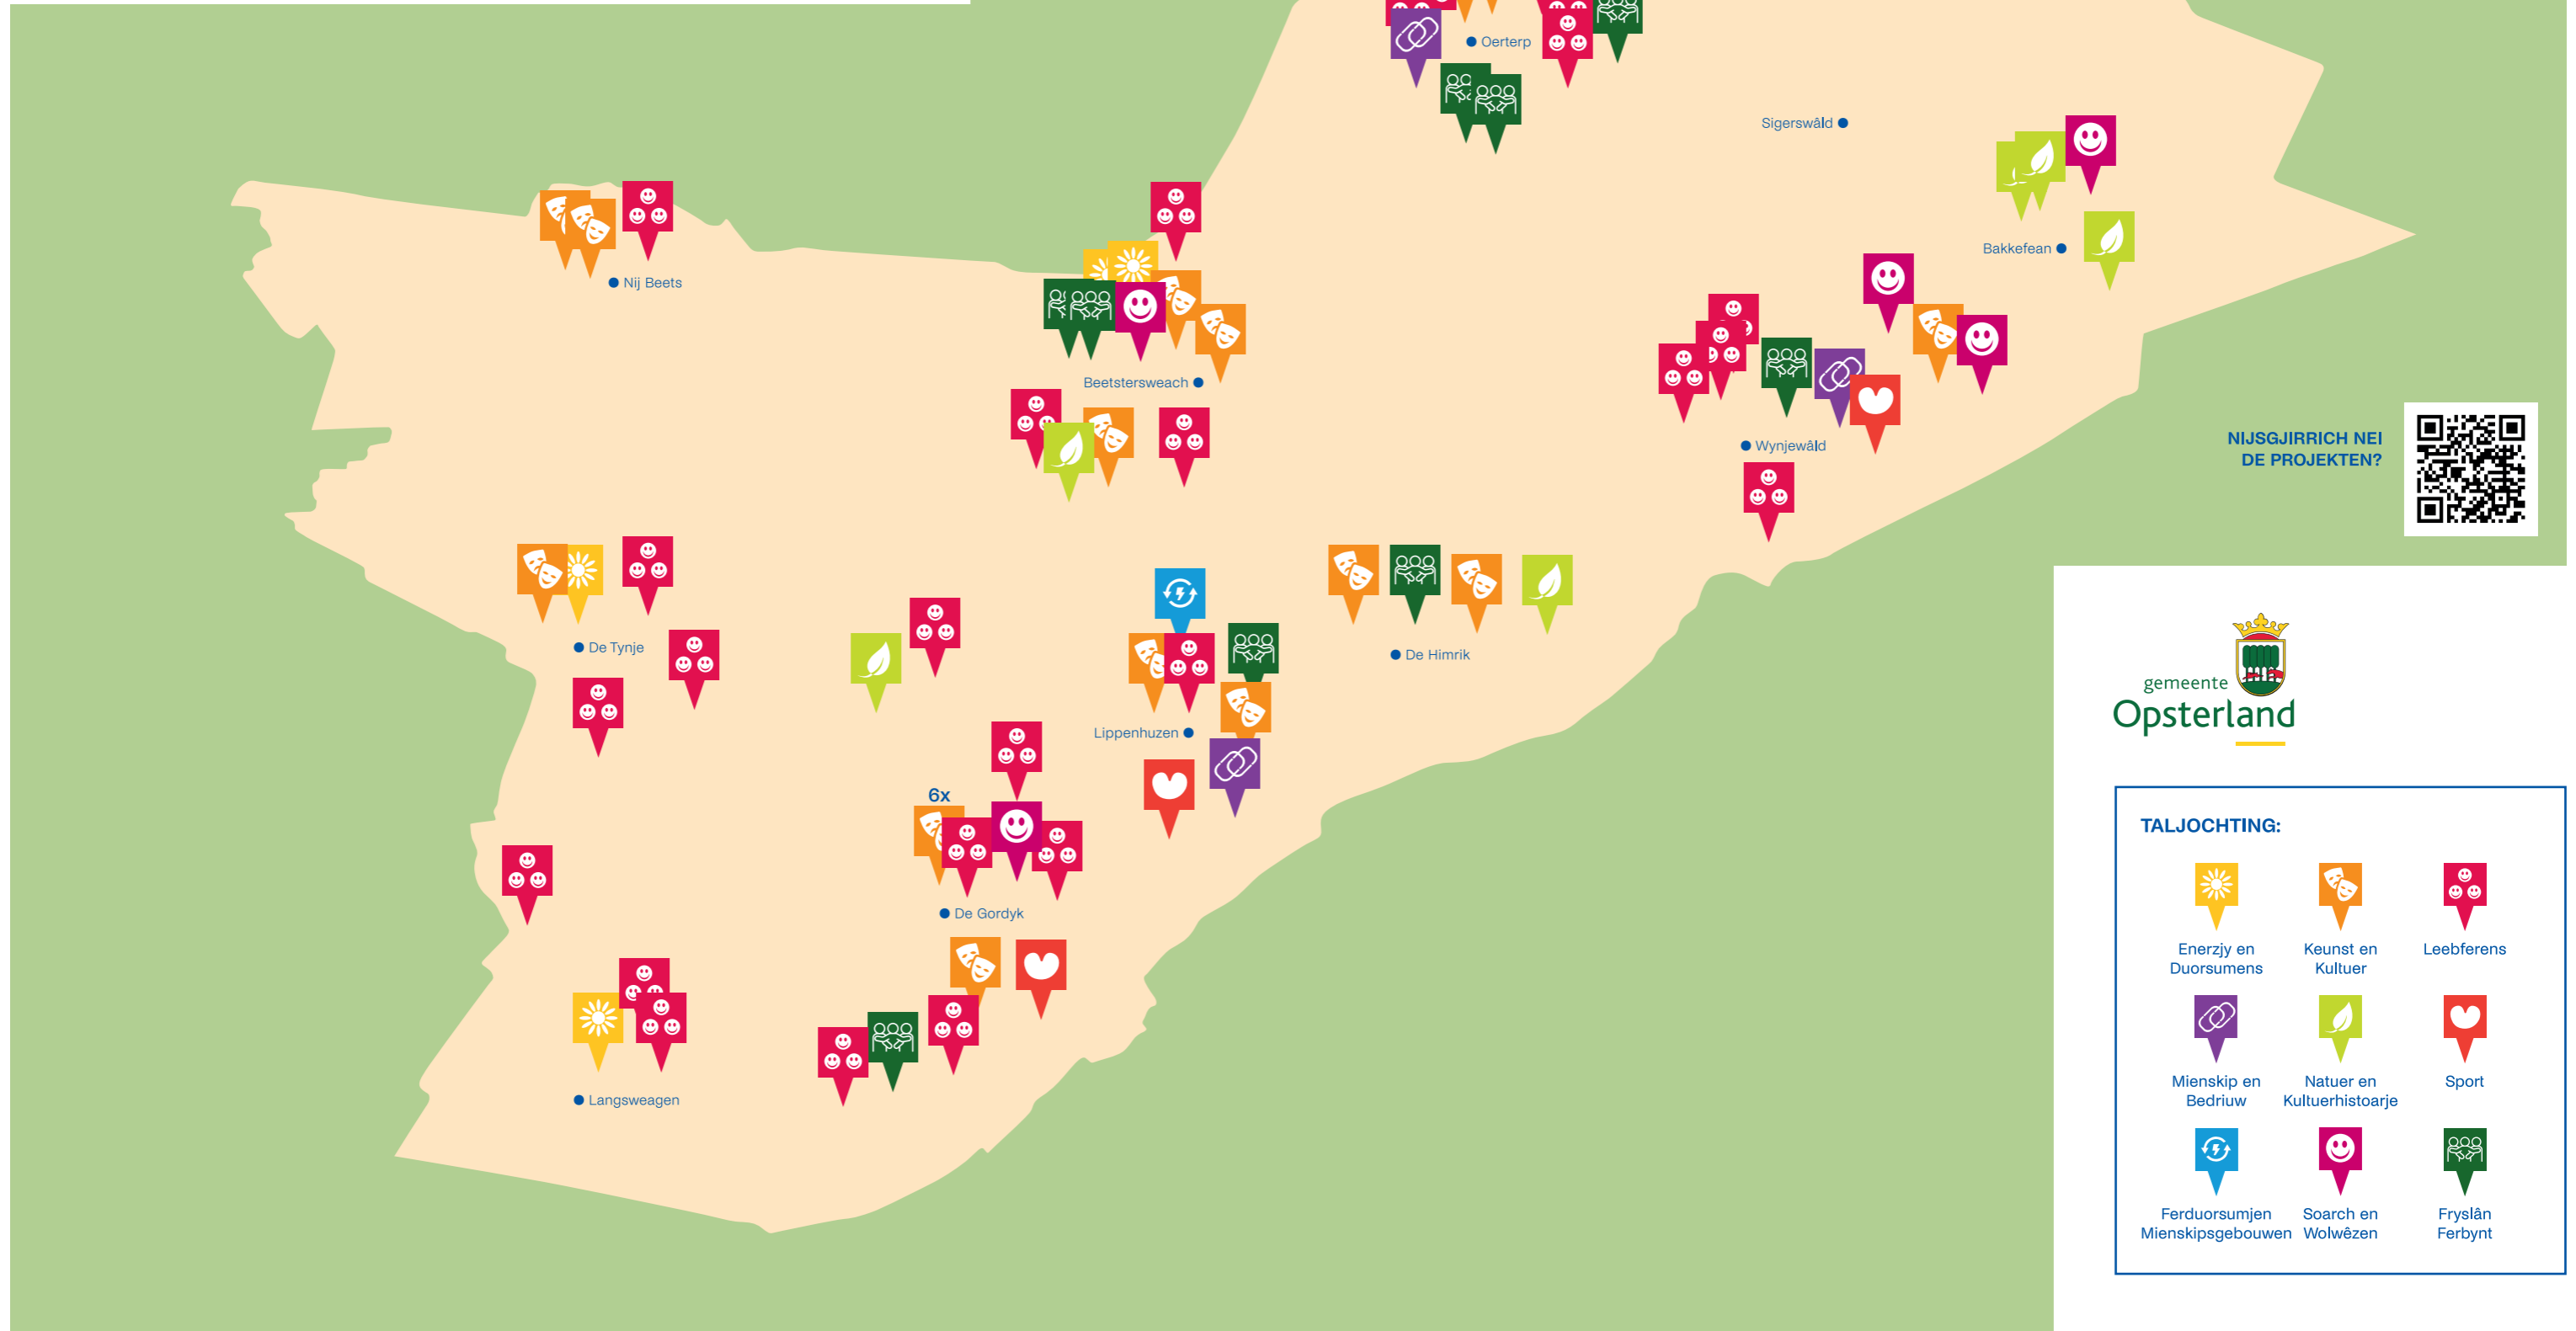 Oerterp
Sigerswâld
Bakkefean
Nij Beets
Beetstersweach
Wynjewâld
NIJSGJIRRICH NEI
DE PROJEKTEN?
De Tynje
De Himrik
Lippenhuzen
6x
De Gordyk
Langsweagen
gemeente
Opsterland
TALJOCHTING:
Enerzjy en
Duorsumens
Keunst en
Kultuer
Leebferens
Mienskip en
Bedriuw
Natuer en
Kultuerhistoarje
Sport
Ferduorsumjen
Mienskipsgebouwen
Soarch en
Wolwêzen
Fryslân
Ferbynt